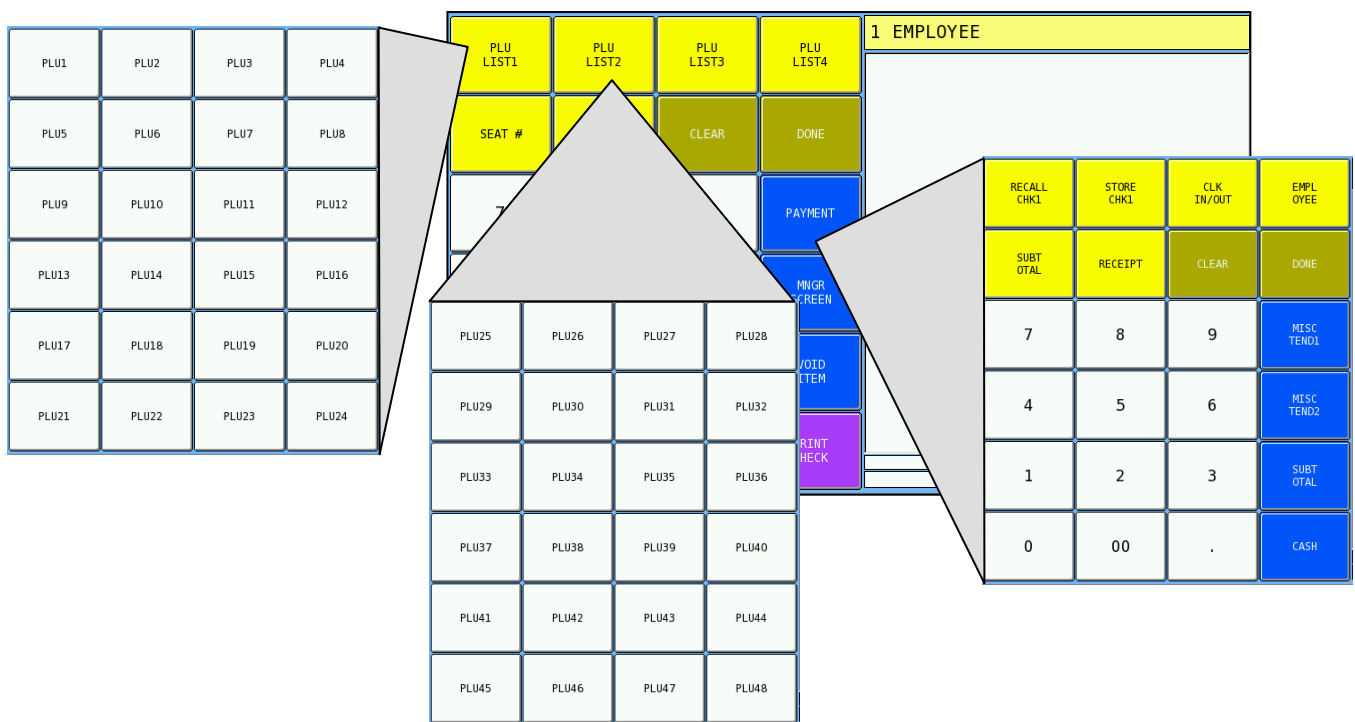 PLU1 PLU2 PLU3 PLU4
PLU5 PLU6 PLU7 PLU8
PLU9 PLU10 PLU11 PLU12
PLU13 PLU14 PLU15 PLU16
PLU17 PLU18 PLU19 PLU20
PLU21 PLU22 PLU23 PLU24
PLU
LIST1
PLU
LIST2
PLU
LIST3
PLU
LIST4
1 EMPLOYEE
SEAT #
CLEAR
DONE
7
PAYMENT
MNGR
VOID
ITEM
PLU25 PLU26 PLU27 PLU28
PLU29 PLU30 PLU31 PLU32
PLU33 PLU34 PLU35 PLU36
PLU37 PLU38 PLU39 PLU40
PLU41 PLU42 PLU43 PLU44
PLU45 PLU46 PLU47 PLU48
RECALL
CHK1
STORE
CHK1
CLK
IN/OUT
EMPL
OYEE
SUBT
OTAL
RECEIPT
CLEAR
DONE
7 8 9
MISC
TEND1
4 5 6
MISC
TEND2
1 2 3
SUBT
OTAL
0 00 .
CASH